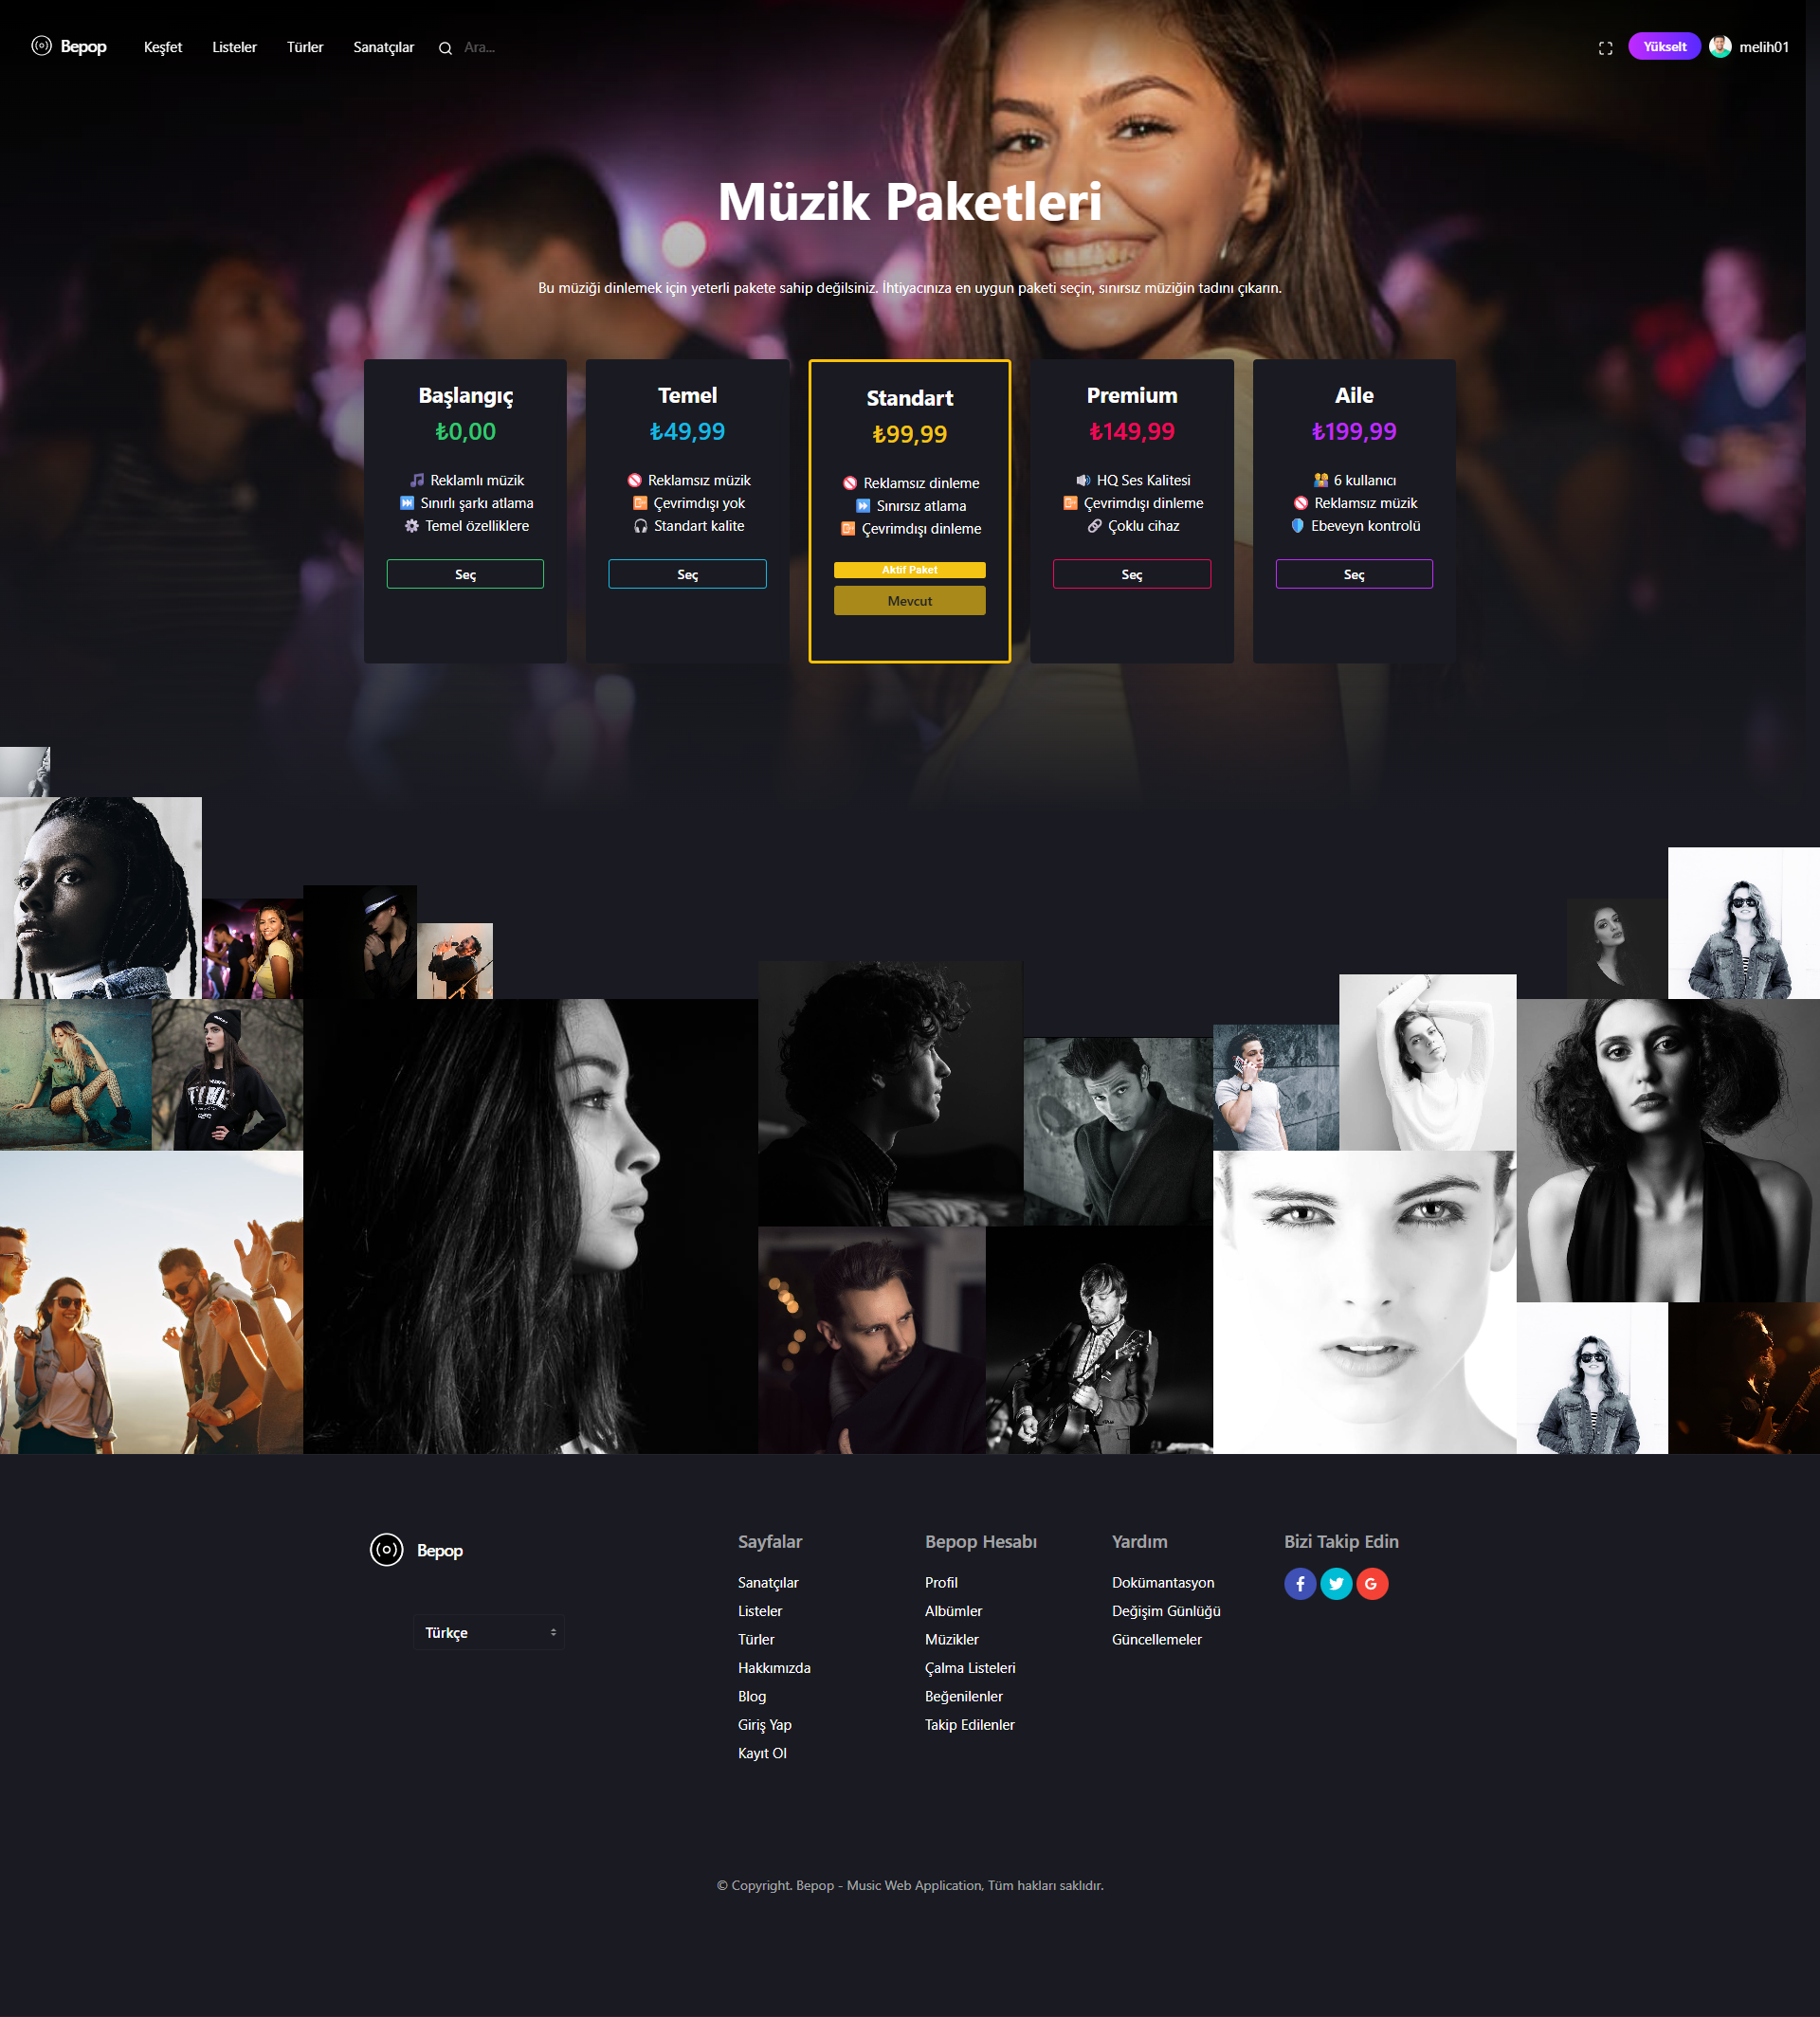 Bepop
Keşfet
Listeler
Türler
Sanatçılar
Ara...
Yükselt
melih01
Müzik Paketleri
Bu müziği dinlemek için yeterli pakete sahip değilsiniz. İhtiyacınıza en uygun paketi seçin, sınırsız müziğin tadını çıkarın.
Başlangıç
₺0,00
Reklamlı müzik
Sınırlı şarkı atlama
Temel özelliklere
Seç
Temel
₺49,99
Reklamsız müzik
Çevrimdışı yok
Standart kalite
Seç
Standart
₺99,99
Reklamsız dinleme
Sınırsız atlama
Çevrimdışı dinleme
Aktif Paket
Mevcut
Premium
₺149,99
HQ Ses Kalitesi
Çevrimdışı dinleme
Çoklu cihaz
Seç
Aile
₺199,99
6 kullanıcı
Reklamsız müzik
Ebeveyn kontrolü
Seç
Bepop
Türkçe
Sayfalar
Sanatçılar
Listeler
Türler
Hakkımızda
Blog
Giriş Yap
Kayıt Ol
Bepop Hesabı
Profil
Albümler
Müzikler
Çalma Listeleri
Beğenilenler
Takip Edilenler
Yardım
Dokümantasyon
Değişim Günlüğü
Güncellemeler
Bizi Takip Edin
© Copyright. Bepop - Music Web Application, Tüm hakları saklıdır.